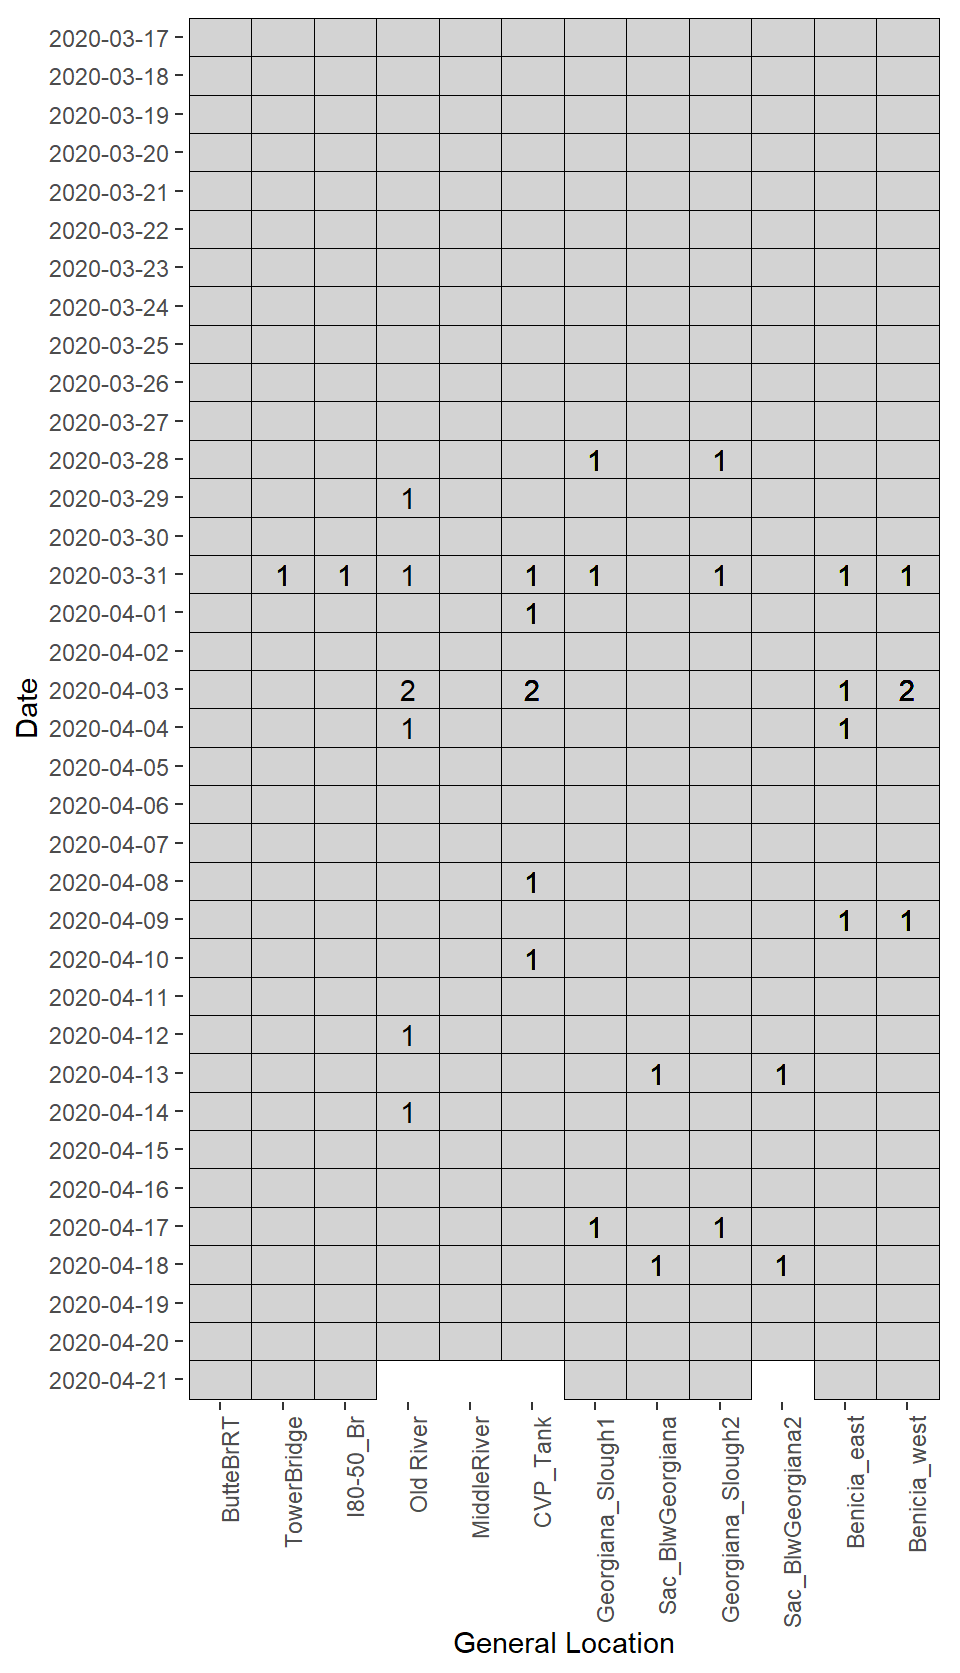 2020-03-17
2020-03-18
2020-03-19
2020-03-20
2020-03-21
2020-03-22
2020-03-23
2020-03-24
2020-03-25
2020-03-26
2020-03-27
2020-03-28 1 1
2020-03-29 1
2020-03-30
2020-03-31 1 1 1 1 1 1 1 1
2020-04-01 1
2020-04-02
2020-04-03 2 2 1 2
2020-04-04 1 1
2020-04-05
2020-04-06
2020-04-07
2020-04-08 1
2020-04-09 1 1
2020-04-10 1
2020-04-11
2020-04-12 1
2020-04-13 1 1
2020-04-14 1
2020-04-15
2020-04-16
2020-04-17 1 1
2020-04-18 1 1
2020-04-19
2020-04-20
2020-04-21
Date
ButteBrRT
TowerBridge
I80-50_Br
Old River
MiddleRiver
CVP_Tank
Georgiana_Slough1
Sac_BlwGeorgiana
Georgiana_Slough2
Sac_BlwGeorgiana2
Benicia_east
Benicia_west
General Location